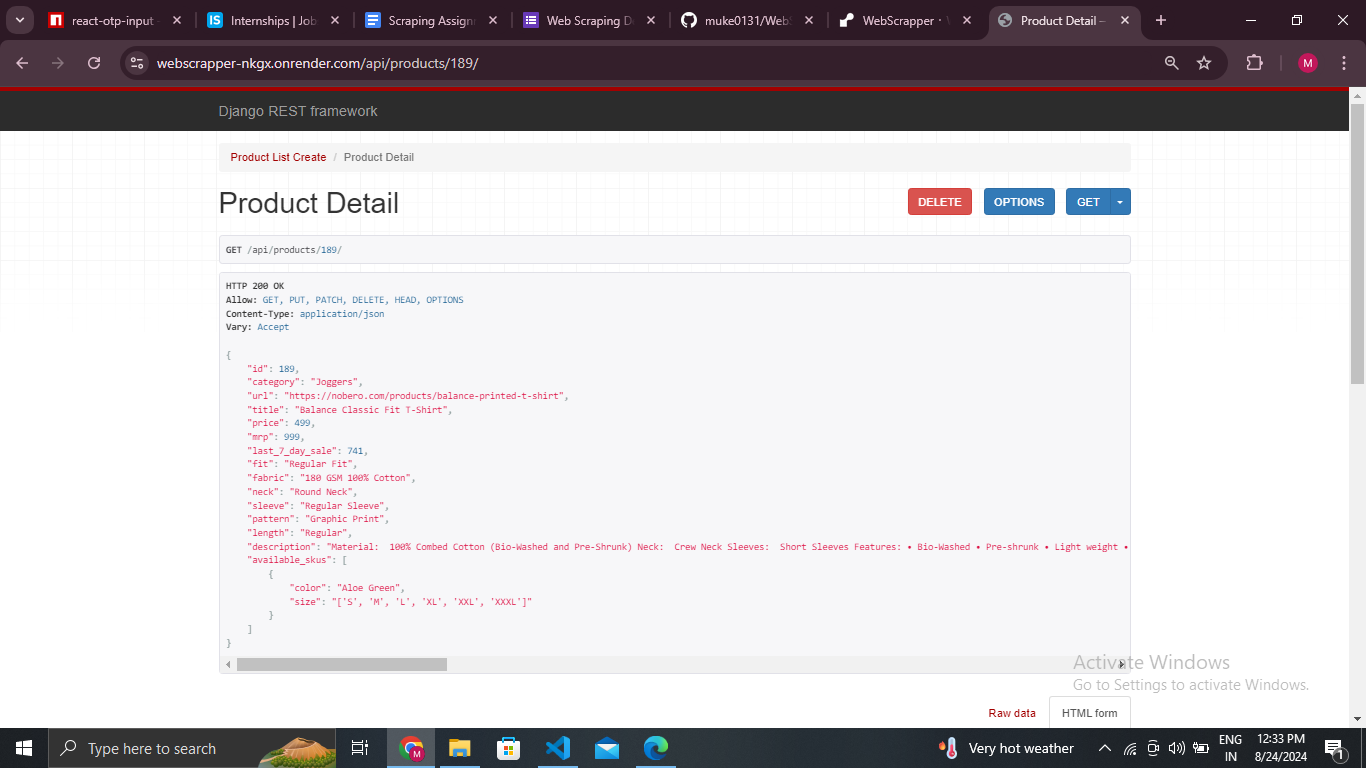 react-otp-input
Internships | Job
Scraping Assignr
Web Scraping D
muke0131/WebS
WebScrapper ·
Product Detail –
webscrapper-nkgx.onrender.com/api/products/189/
M
Django REST framework
Product List Create / Product Detail
Product Detail
DELETE
OPTIONS
GET
GET /api/products/189/
HTTP 200 OK
Allow: GET, PUT, PATCH, DELETE, HEAD, OPTIONS
Content-Type: application/json
Vary: Accept
{
"id": 189,
"category": "Joggers",
"url": "https://nobero.com/products/balance-printed-t-shirt",
"title": "Balance Classic Fit T-Shirt",
"price": 499,
"mrp": 999,
"last_7_day_sale": 741,
"fit": "Regular Fit",
"fabric": "180 GSM 100% Cotton",
"neck": "Round Neck",
"sleeve": "Regular Sleeve",
"pattern": "Graphic Print",
"length": "Regular",
"description": "Material:  100% Combed Cotton (Bio-Washed and Pre-Shrunk) Neck:  Crew Neck Sleeves:  Short Sleeves Features: • Bio-Washed • Pre-shrunk • Light weight •
"available_skus": [
{
"color": "Aloe Green",
"size": "['S', 'M', 'L', 'XL', 'XXL', 'XXXL']"
}
]
}
Activate Windows
Go to Settings to activate Windows.
Raw data
HTML form
Type here to search
M
Very hot weather
ENG
IN
12:33 PM
8/24/2024
1